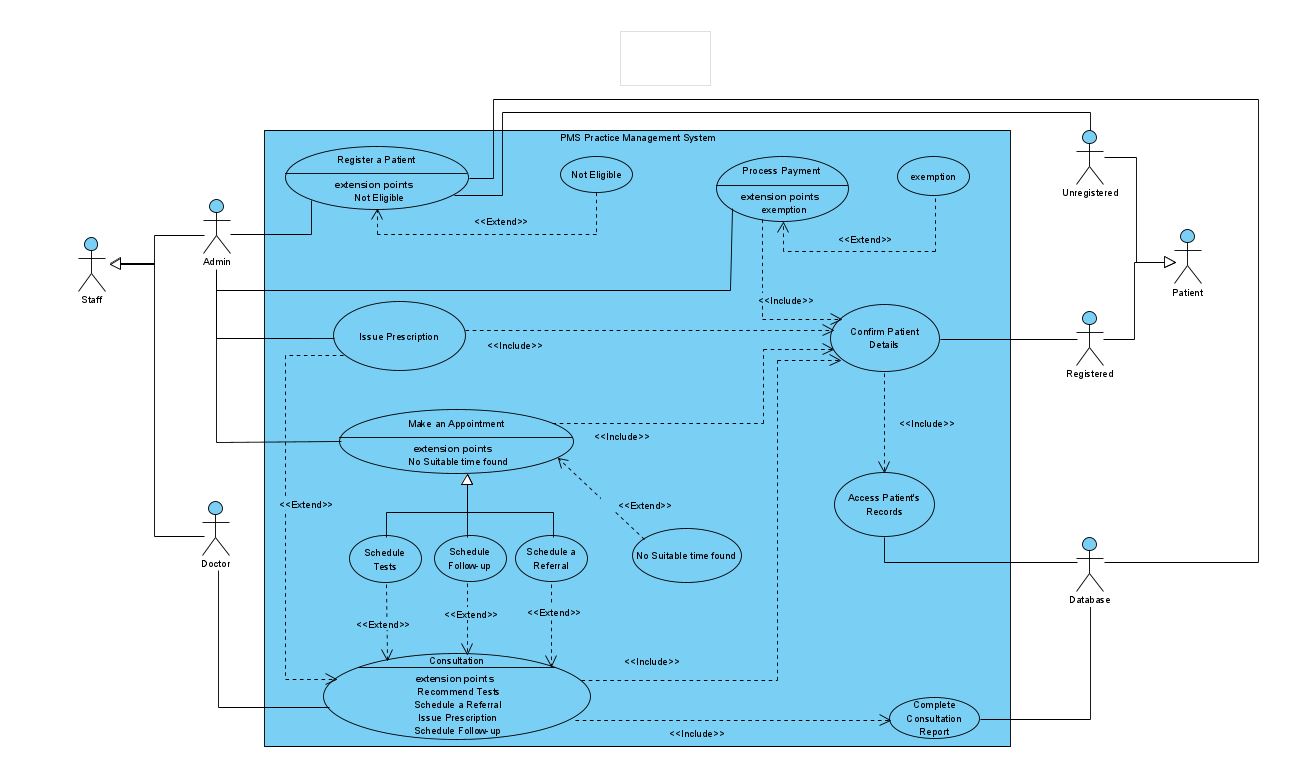 PMS Practice Management System
Register a Patient
extension points
Not Eligible
Not Eligible
<<Extend>>
Process Payment
extension points
exemption
exemption
<<Extend>>
Unregistered
Admin
Staff
Patient
<<Include>>
Issue Prescription
<<Include>>
Confirm Patient
Details
Registered
Make an Appointment
extension points
No Suitable time found
<<Include>>
<<Include>>
<<Extend>>
<<Extend>>
Access Patient's
Records
Doctor
Schedule
Tests
Schedule
Follow-up
Schedule a
Referral
No Suitable time found
Database
<<Extend>>
<<Extend>>
<<Extend>>
Consultation
extension points
Recommend Tests
Schedule a Referral
Issue Prescription
Schedule Follow-up
<<Include>>
<<Include>>
Complete
Consultation
Report